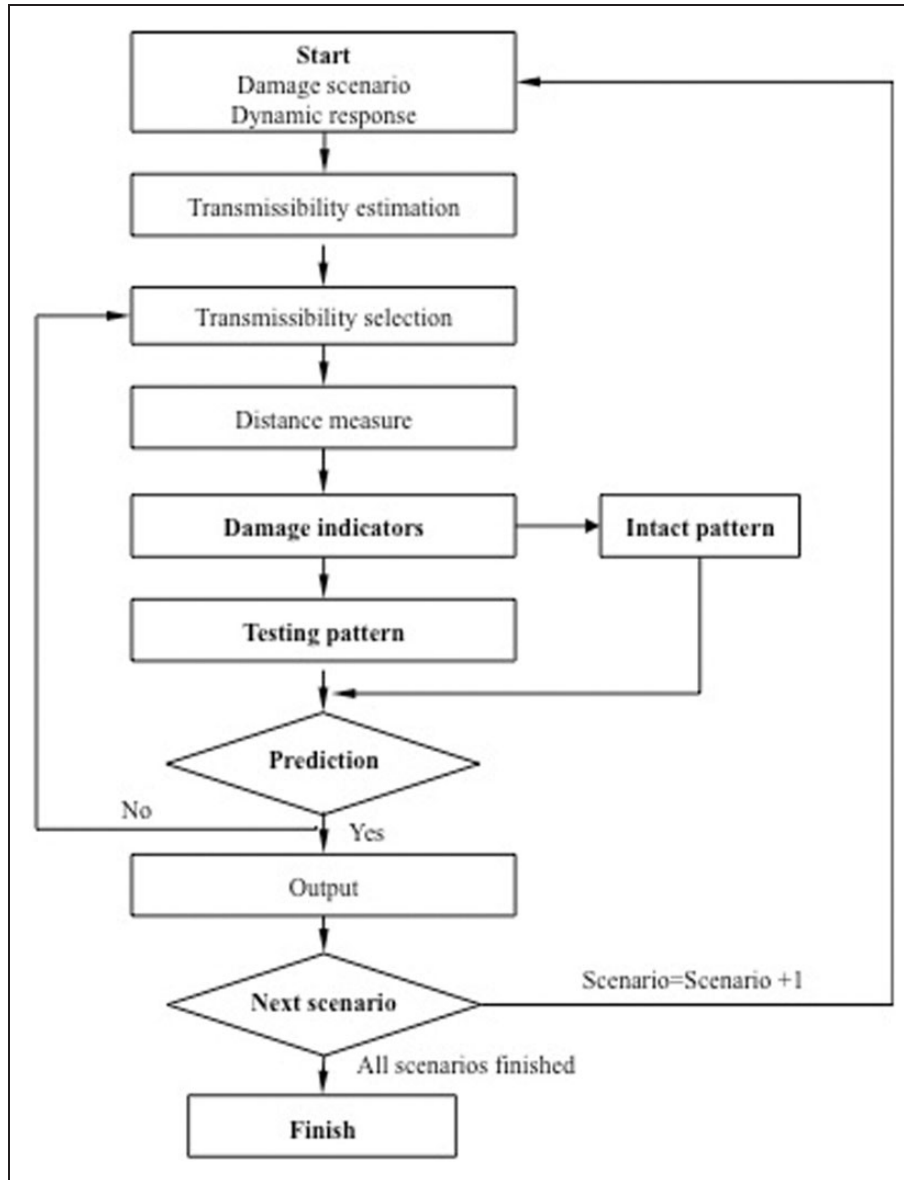 Start
Damage scenario
Dynamic response
Transmissibility estimation
Transmissibility selection
Distance measure
Damage indicators
Intact pattern
Testing pattern
Prediction
No
Yes
Output
Next scenario
Scenario=Scenario +1
All scenarios finished
Finish